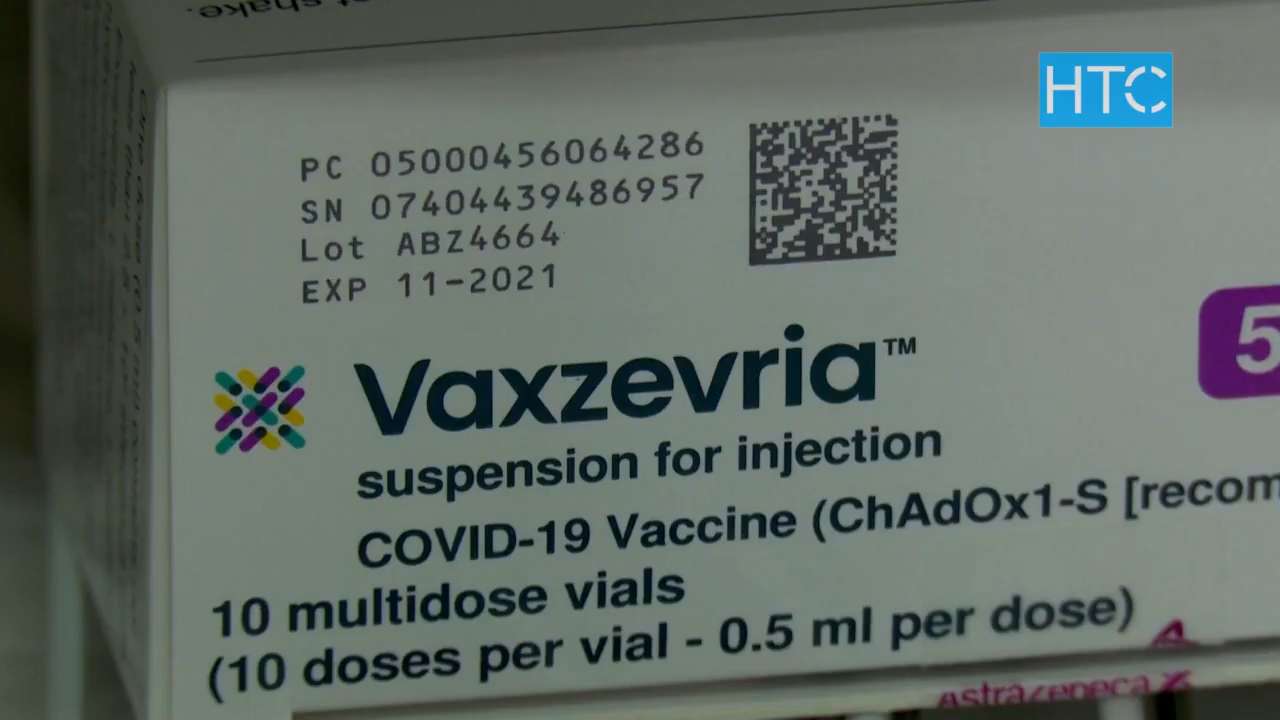 t shake.
HTC
PC 05000456064286
SN 07404439486957
Lot ABZ4664
EXP 11-2021
5
Vaxzevria™
suspension for injection
COVID-19 Vaccine (ChAdOx1-S [recom
10 multidose vials
(10 doses per vial - 0.5 ml per dose)
AstraZeneca